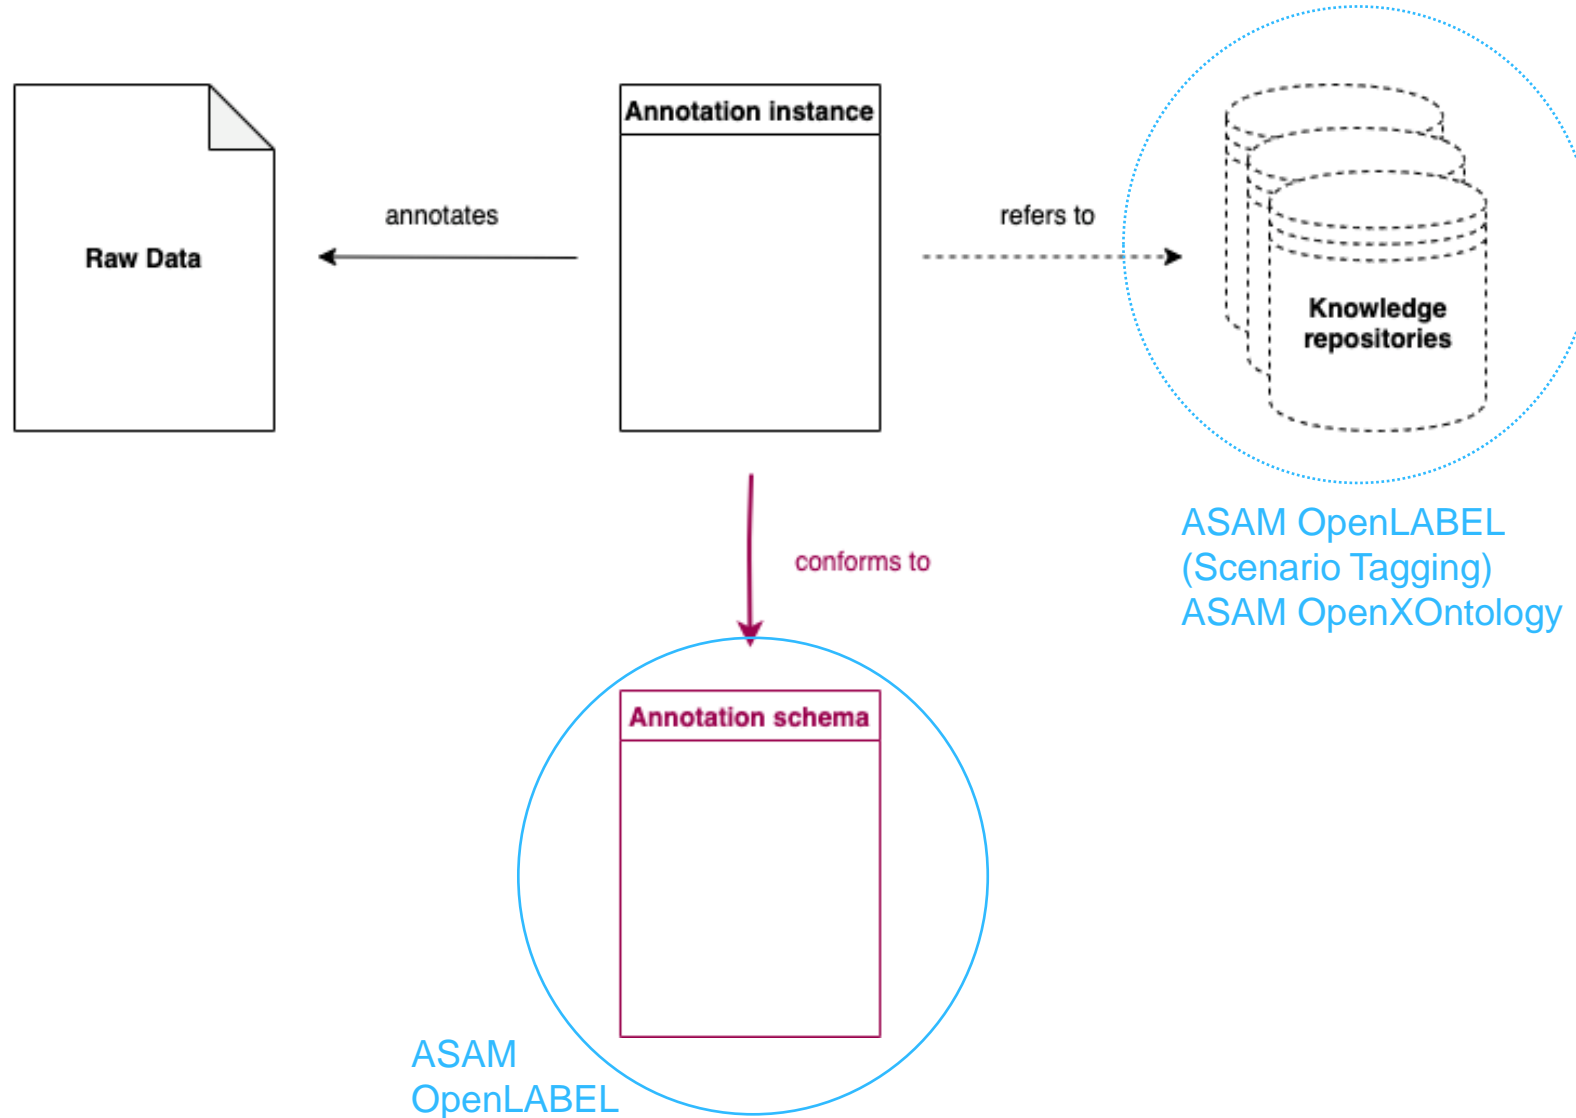 Annotation instance
annotates
refers to
Raw Data
Knowledge
repositories
ASAM OpenLABEL
(Scenario Tagging)
ASAM OpenXOntology
conforms to
Annotation schema
ASAM
OpenLABEL